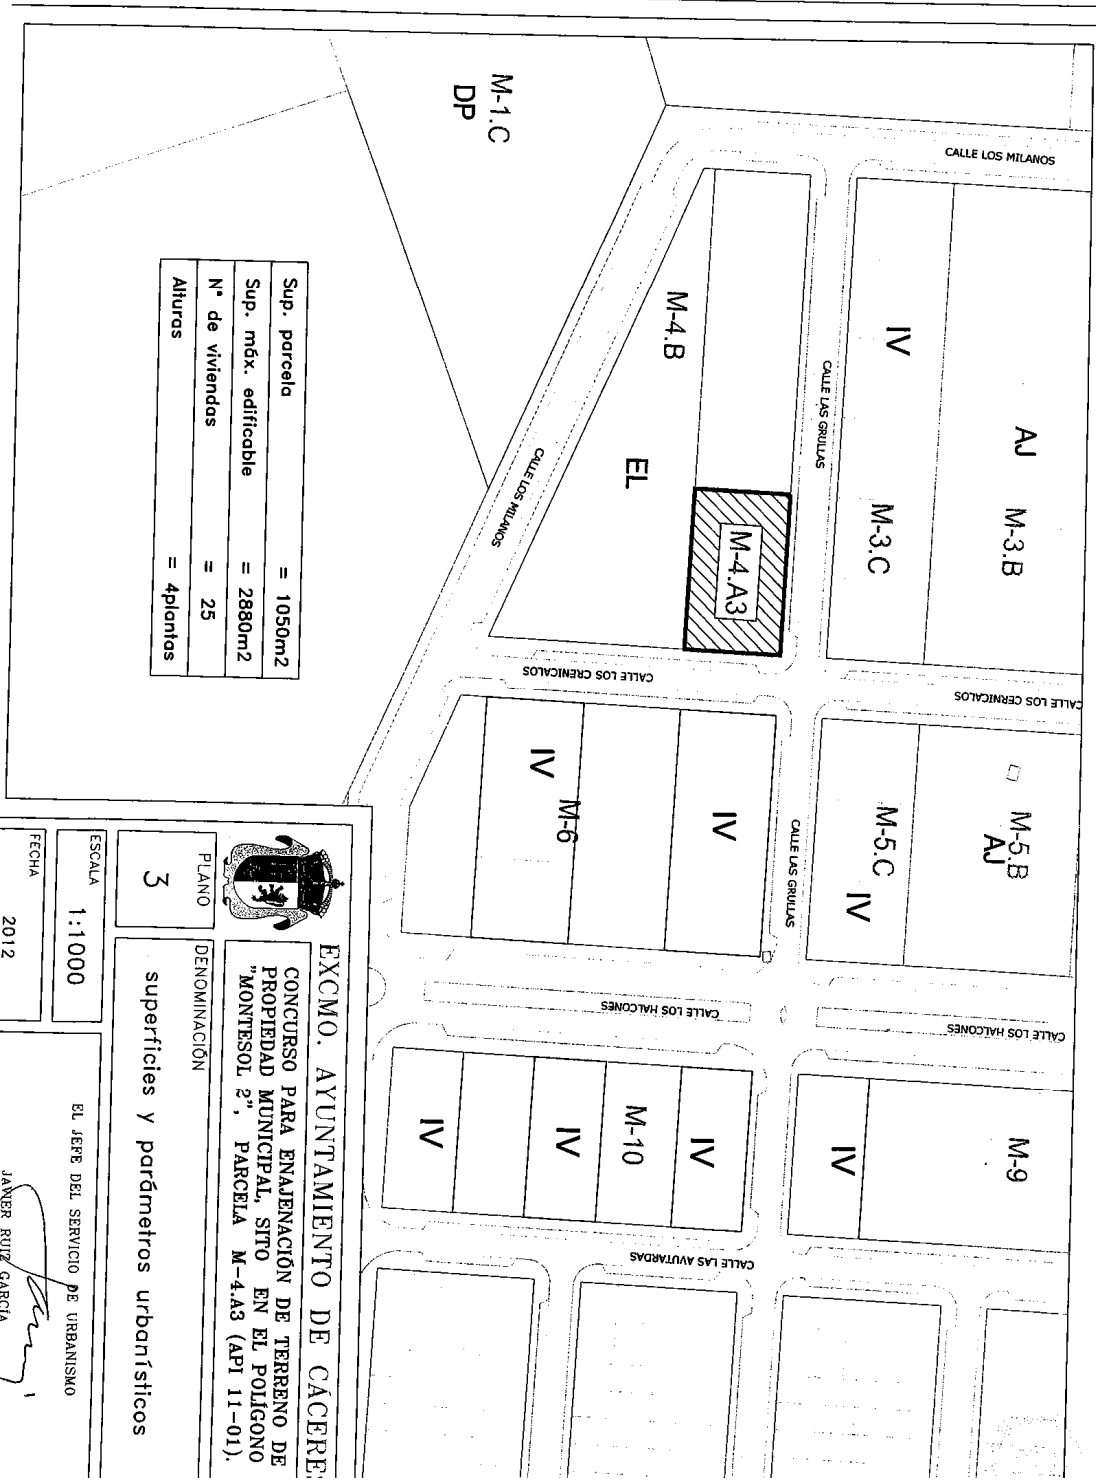 M-1.C
DP
CALLE LOS MILANOS
AJ
M-3.B
IV
M-3.C
CALLE LAS GRULLAS
M-4.B
EL
M-4.A3
CALLE LOS MILANOS
CALLE LOS CRENICALOS
CALLE LOS CERNICALOS
M-5.B
AJ
M-5.C
IV
CALLE LAS GRULLAS
IV
M-6
IV
CALLE LOS HALCONES
CALLE LOS HALCONES
M-9
IV
IV
M-10
IV
IV
CALLE LAS AVUTARDAS
Sup. parcela = 1050m2
Sup. máx. edificable = 2880m2
Nº de viviendas = 25
Alturas = 4plantas
EXCMO. AYUNTAMIENTO DE CÁCERES
CONCURSO PARA ENAJENACIÓN DE TERRENO DE
PROPIEDAD MUNICIPAL, SITO EN EL POLÍGONO
"MONTESOL 2", PARCELA M-4.A3 (API 11-01).
PLANO
3
DENOMINACIÓN
superficies y parámetros urbanísticos
ESCALA
1:1000
FECHA
2012
EL JEFE DEL SERVICIO DE URBANISMO
JAVIER RUIZ GARCÍA